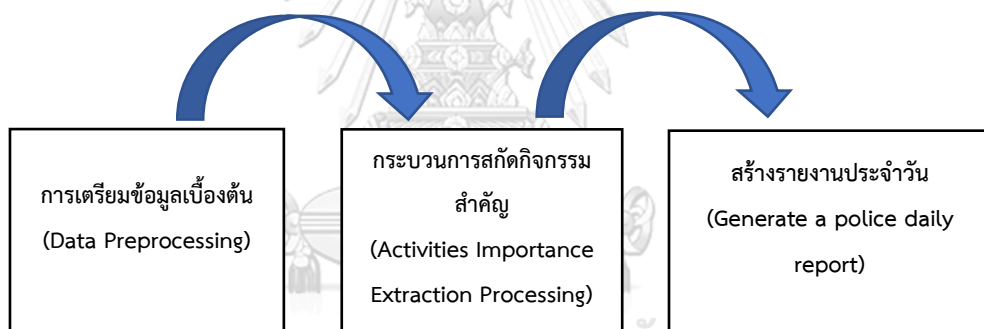 การเตรียมข้อมูลเบื้องต้น
(Data Preprocessing)
กระบวนการสกัดกิจกรรม
สำคัญ
(Activities Importance
Extraction Processing)
สร้างรายงานประจำวัน
(Generate a police daily
report)